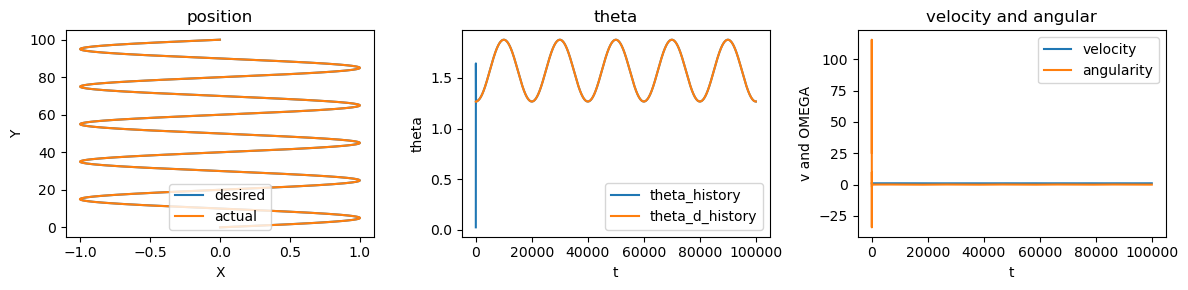 position
100
80
60
40
20
0
Y
−1.0
−0.5
0.0
0.5
1.0
X
desired
actual
theta
1.5
1.0
0.5
0.0
theta
0
20000
40000
60000
80000
100000
t
theta_history
theta_d_history
velocity and angular
100
75
50
25
0
−25
v and OMEGA
0
20000
40000
60000
80000
100000
t
velocity
angularity